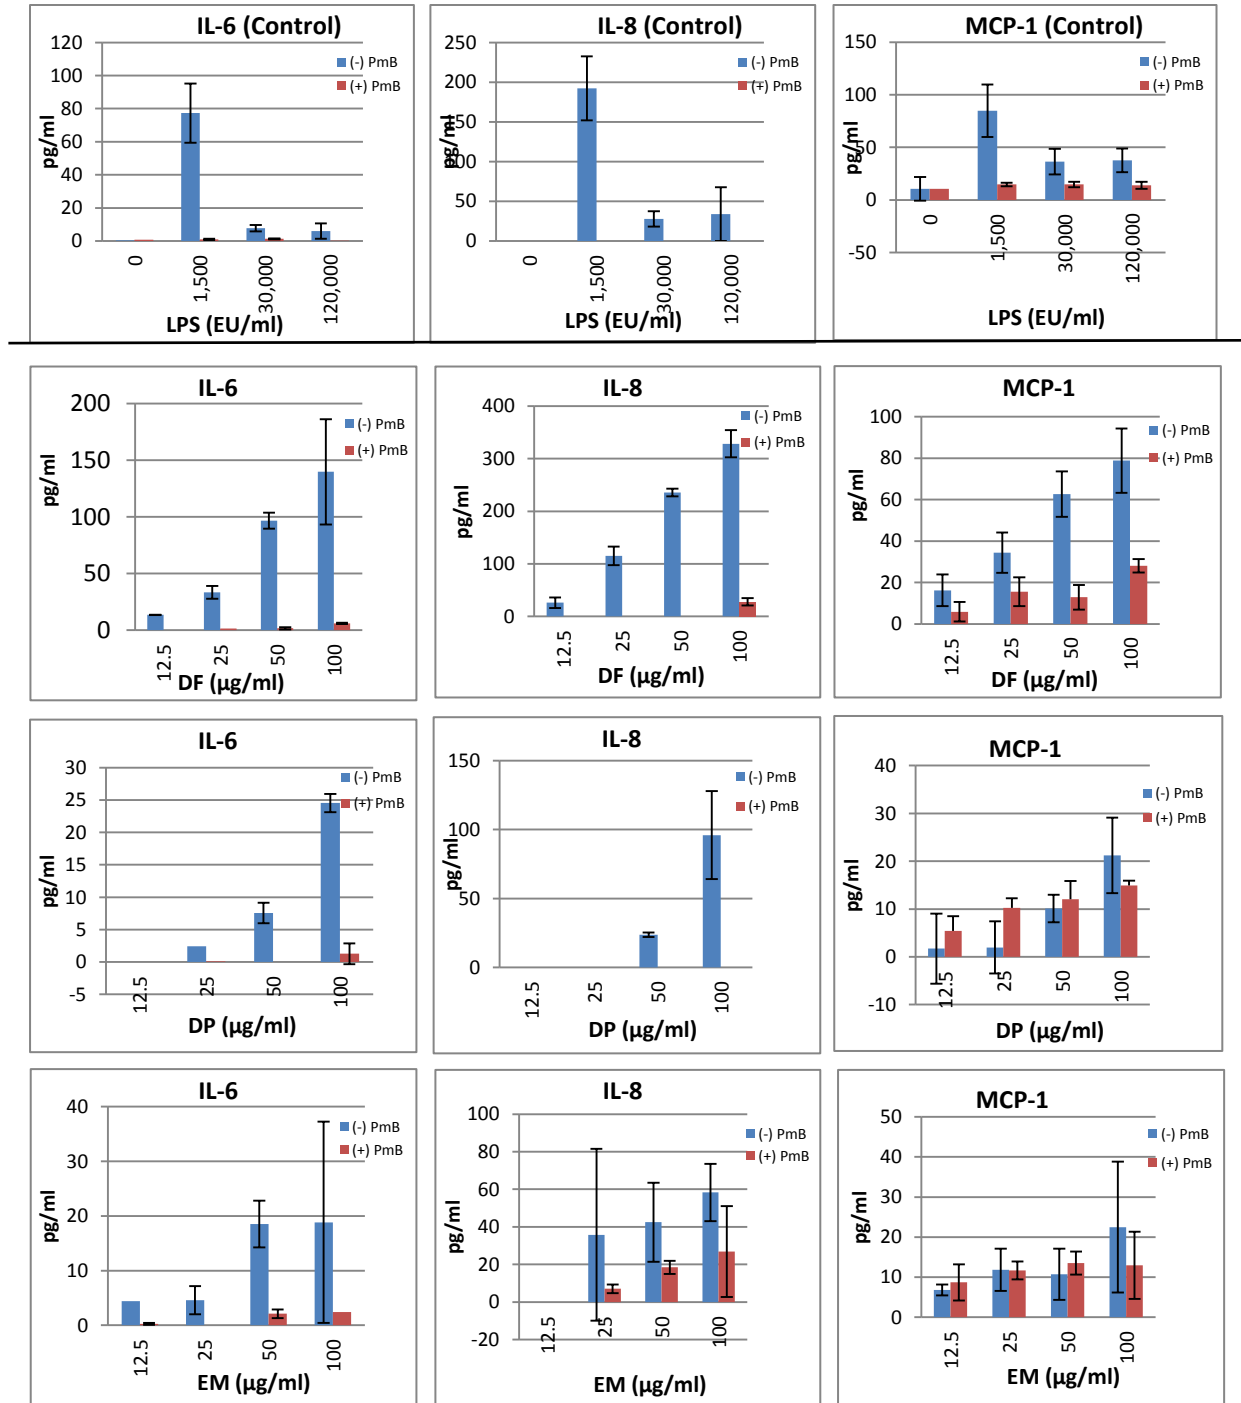 IL-6 (Control)
120
100
80
60
40
20
0
pg/ml
(-) PmB
(+) PmB
0
1,500
30,000
120,000
LPS (EU/ml)
IL-8 (Control)
250
200
150
100
50
0
pg/ml
(-) PmB
(+) PmB
0
1,500
30,000
120,000
LPS (EU/ml)
MCP-1 (Control)
150
100
50
0
-50
pg/ml
(-) PmB
(+) PmB
0
1,500
30,000
120,000
LPS (EU/ml)
IL-6
200
150
100
50
0
pg/ml
(-) PmB
(+) PmB
12.5
25
50
100
DF (µg/ml)
IL-8
400
300
200
100
0
pg/ml
(-) PmB
(+) PmB
12.5
25
50
100
DF (µg/ml)
MCP-1
100
80
60
40
20
0
pg/ml
(-) PmB
(+) PmB
12.5
25
50
100
DF (µg/ml)
IL-6
30
25
20
15
10
5
0
-5
pg/ml
(-) PmB
(+) PmB
12.5
25
50
100
DP (µg/ml)
IL-8
150
100
50
0
pg/ml
(-) PmB
(+) PmB
12.5
25
50
100
DP (µg/ml)
MCP-1
40
30
20
10
0
-10
pg/ml
(-) PmB
(+) PmB
12.5
25
50
100
DP (µg/ml)
IL-6
40
30
20
10
0
pg/ml
(-) PmB
(+) PmB
12.5
25
50
100
EM (µg/ml)
IL-8
100
80
60
40
20
0
-20
pg/ml
(-) PmB
(+) PmB
12.5
25
50
100
EM (µg/ml)
MCP-1
50
40
30
20
10
0
pg/ml
(-) PmB
(+) PmB
12.5
25
50
100
EM (µg/ml)